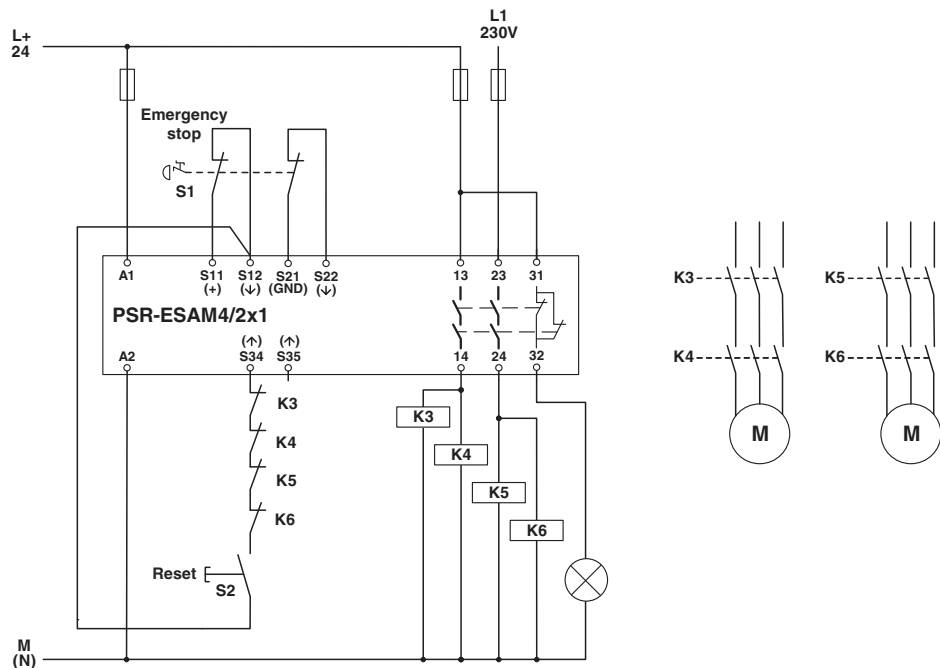 L+
24
L1
230V
Emergency
stop
S1
A1
S11
(+)
S12
(↓)
S21
(GND)
S22
(↓)
13
23
31
PSR-ESAM4/2x1
A2
(↑)
S34
(↑)
S35
14
24
32
K3
K4
K5
K6
Reset
S2
K3
K4
K5
K6
M
(N)
K3
K4
M
K5
K6
M